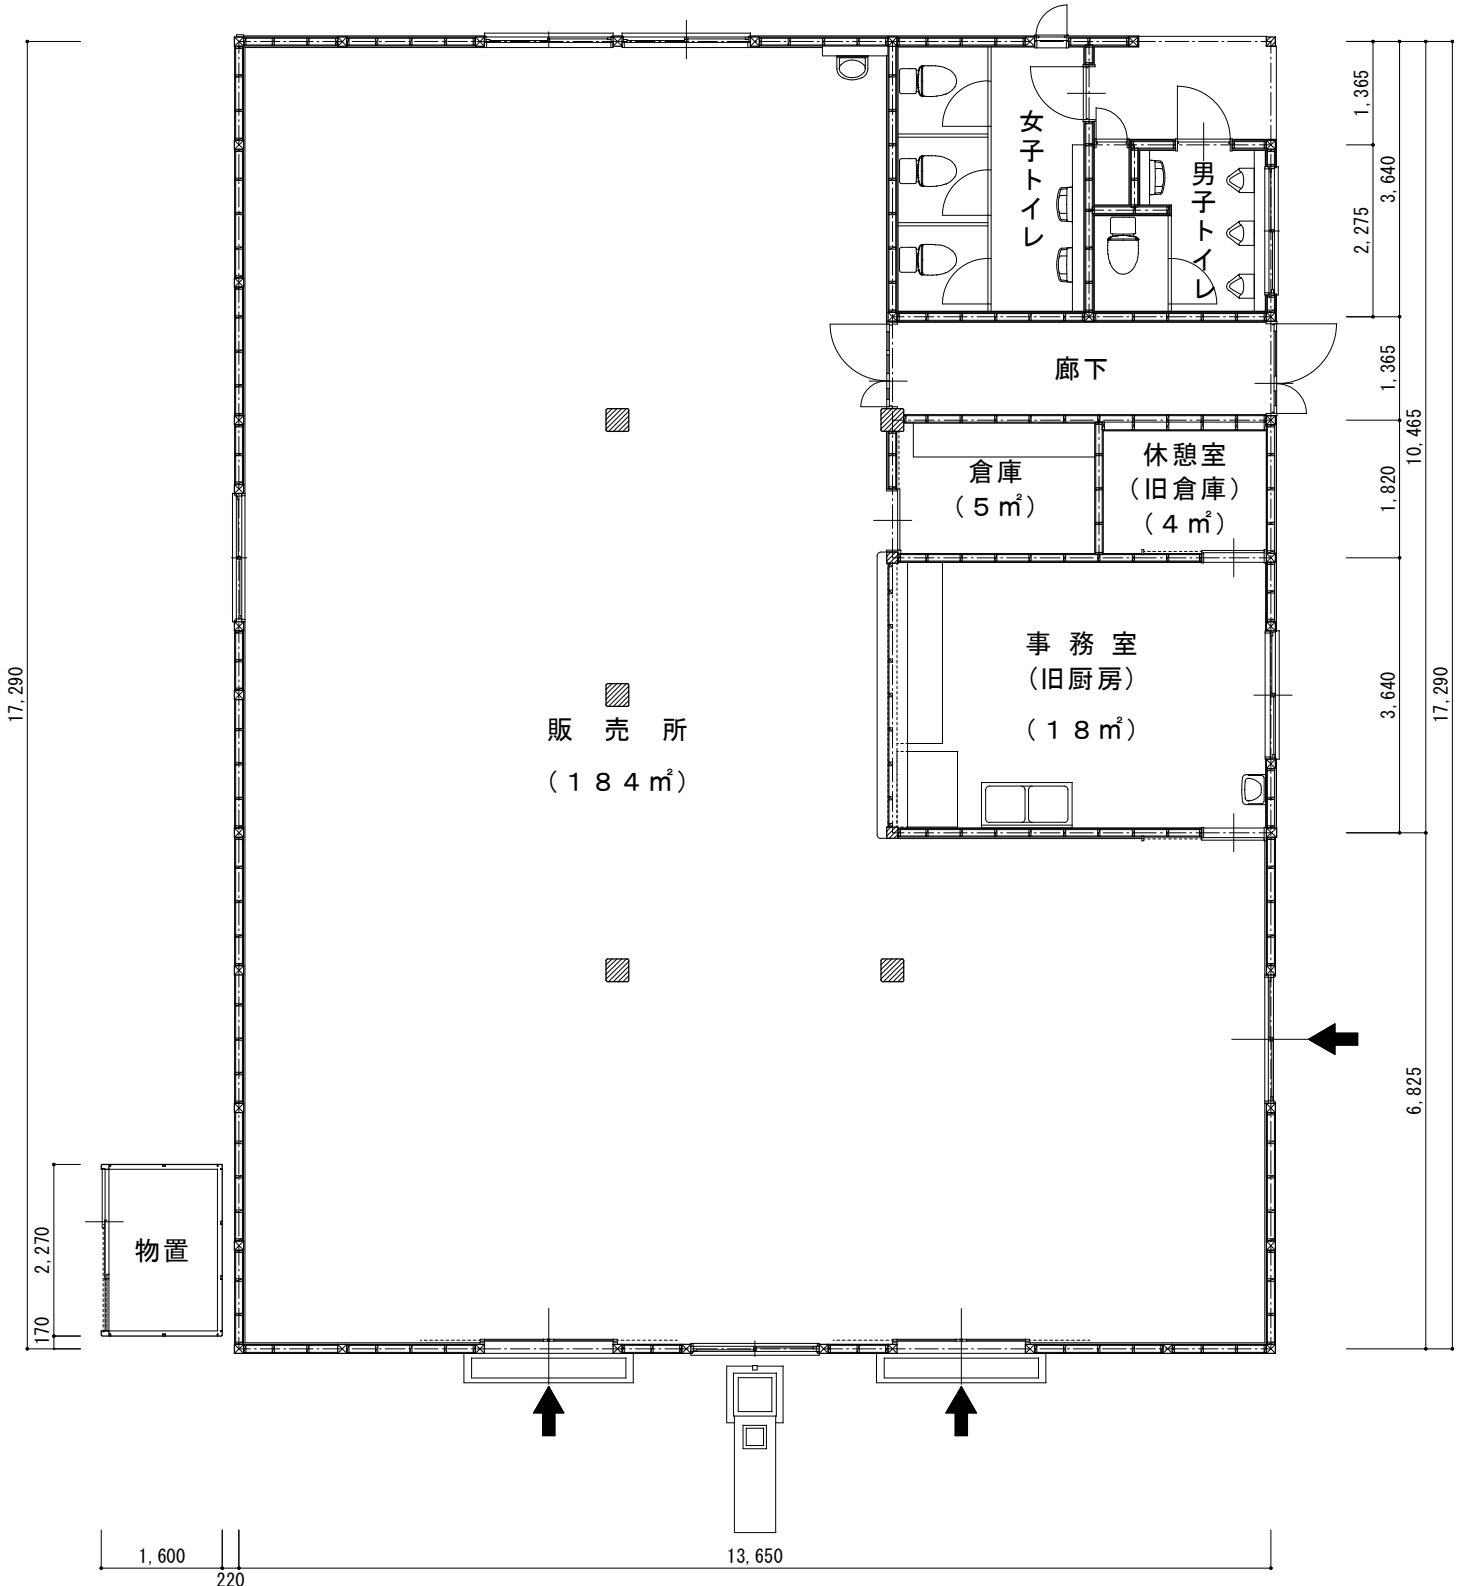 女子トイレ
男子トイレ
廊下
倉庫
（５㎡）
休憩室
（旧倉庫）
（４㎡）
事 務 室
（旧厨房）
（１８㎡）
販 売 所
（１８４㎡）
物置
17,290
2,270
170
1,365
2,275
3,640
1,365
1,820
3,640
10,465
6,825
17,290
1,600
220
13,650